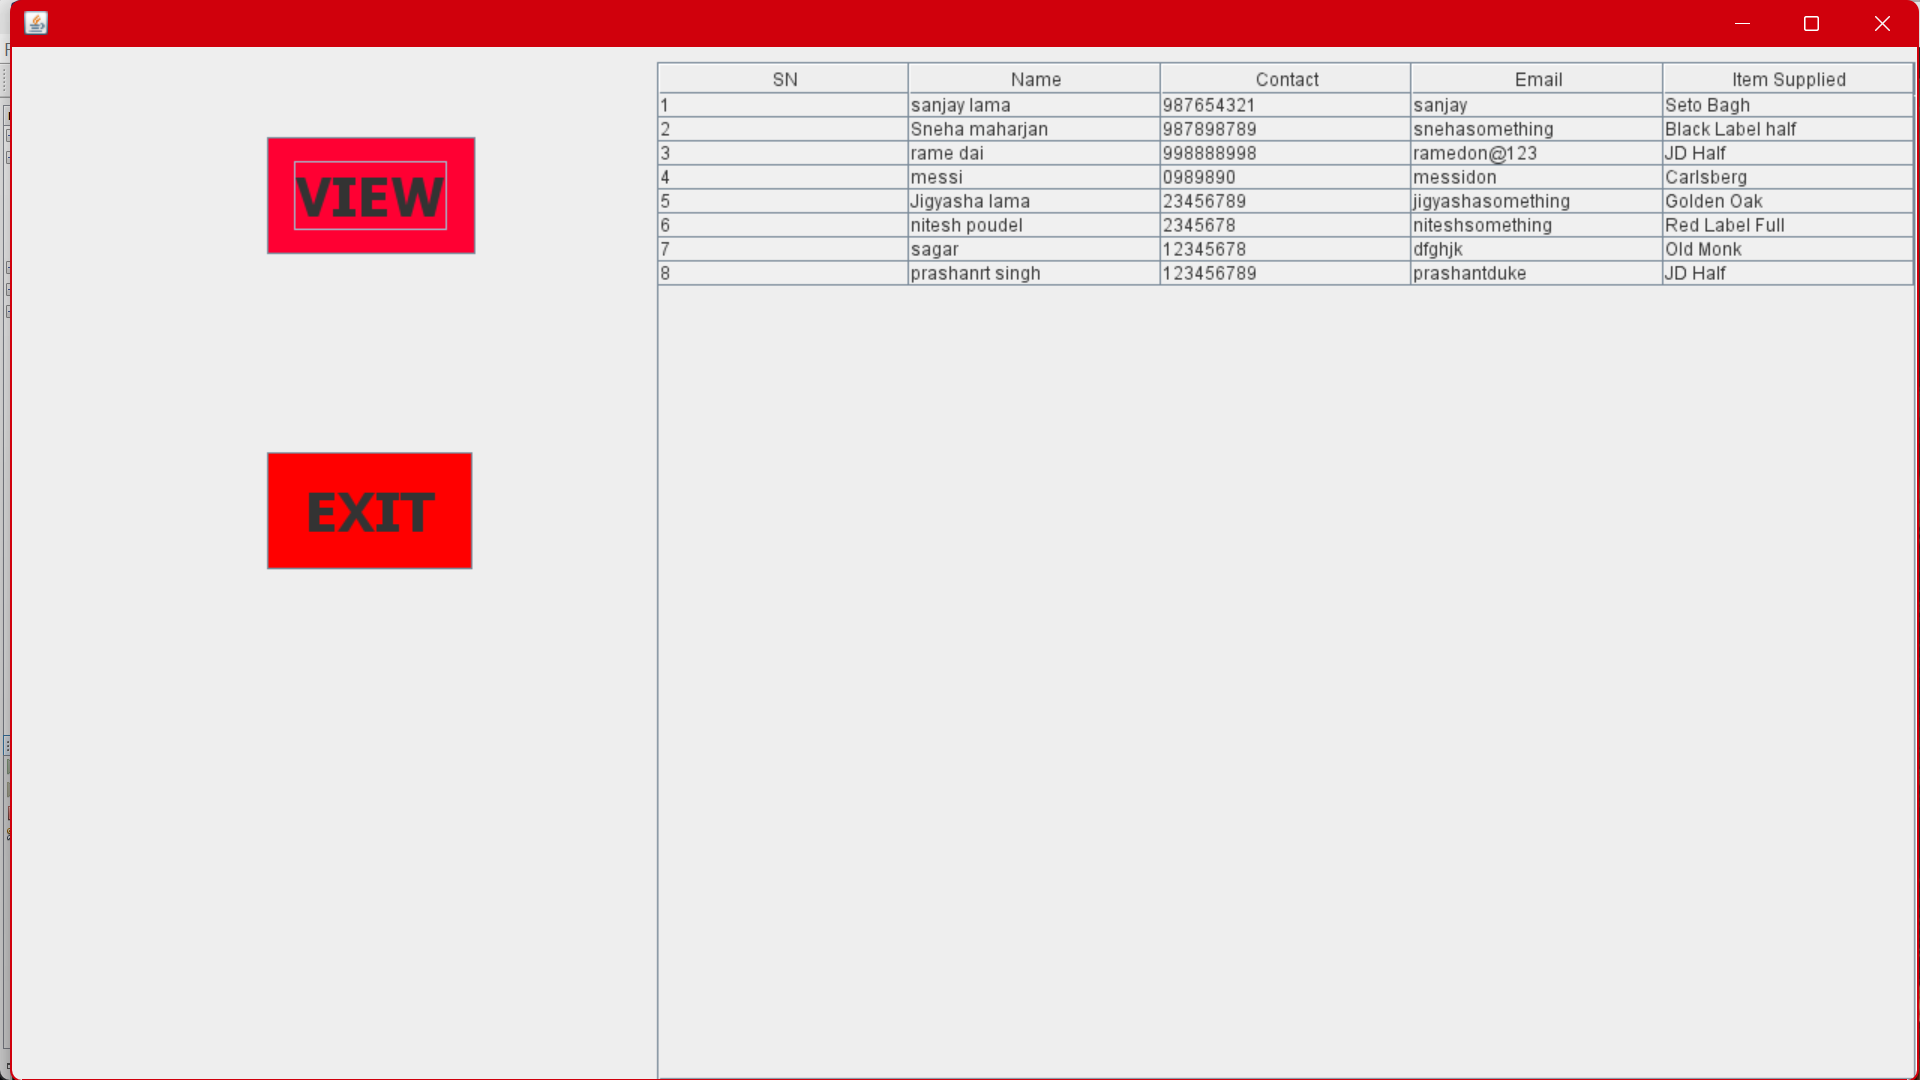 VIEW
EXIT
SN Name Contact Email Item Supplied
1 sanjay lama 987654321 sanjay Seto Bagh
2 Sneha maharjan 987898789 snehasomething Black Label half
3 rame dai 998888998 ramedon@123 JD Half
4 messi 0989890 messidon Carlsberg
5 Jigyasha lama 23456789 jigyashasomething Golden Oak
6 nitesh poudel 2345678 niteshsomething Red Label Full
7 sagar 12345678 dfghjk Old Monk
8 prashanrt singh 123456789 prashantduke JD Half